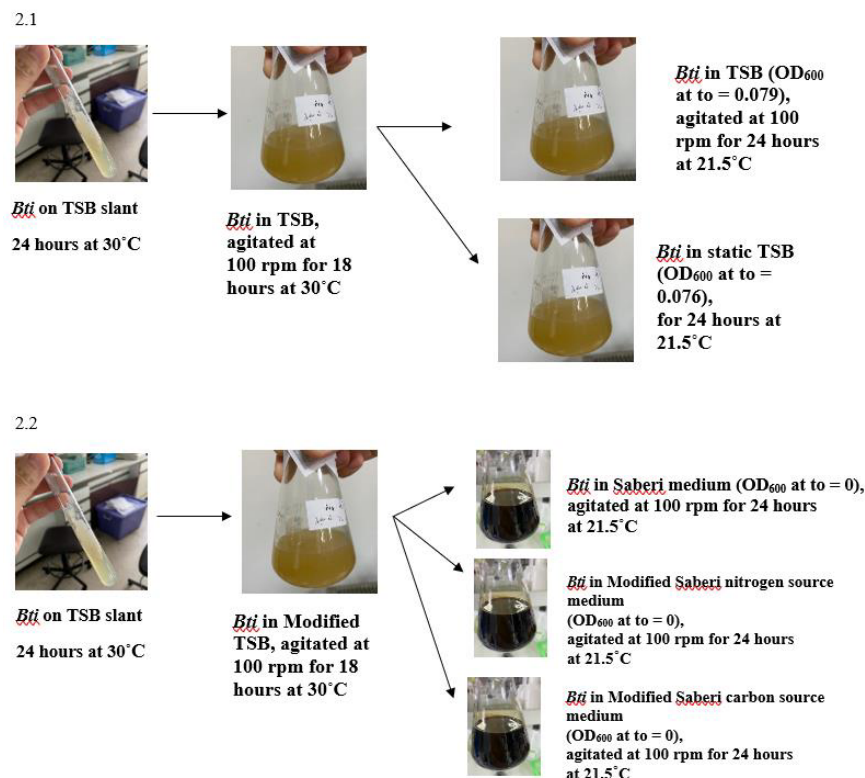 2.1
Bti on TSB slant
24 hours at 30˚C
Bti in TSB,
agitated at
100 rpm for 18
hours at 30˚C
Bti in TSB (OD600
at to = 0.079),
agitated at 100
rpm for 24 hours
at 21.5˚C
Bti in static TSB
(OD600 at to =
0.076),
for 24 hours at
21.5˚C
2.2
Bti on TSB slant
24 hours at 30˚C
Bti in Modified
TSB, agitated at
100 rpm for 18
hours at 30˚C
Bti in Saberi medium (OD600 at to = 0),
agitated at 100 rpm for 24 hours
at 21.5˚C
Bti in Modified Saberi nitrogen source
medium
(OD600 at to = 0),
agitated at 100 rpm for 24 hours
at 21.5˚C
Bti in Modified Saberi carbon source
medium
(OD600 at to = 0),
agitated at 100 rpm for 24 hours
at 21.5˚C